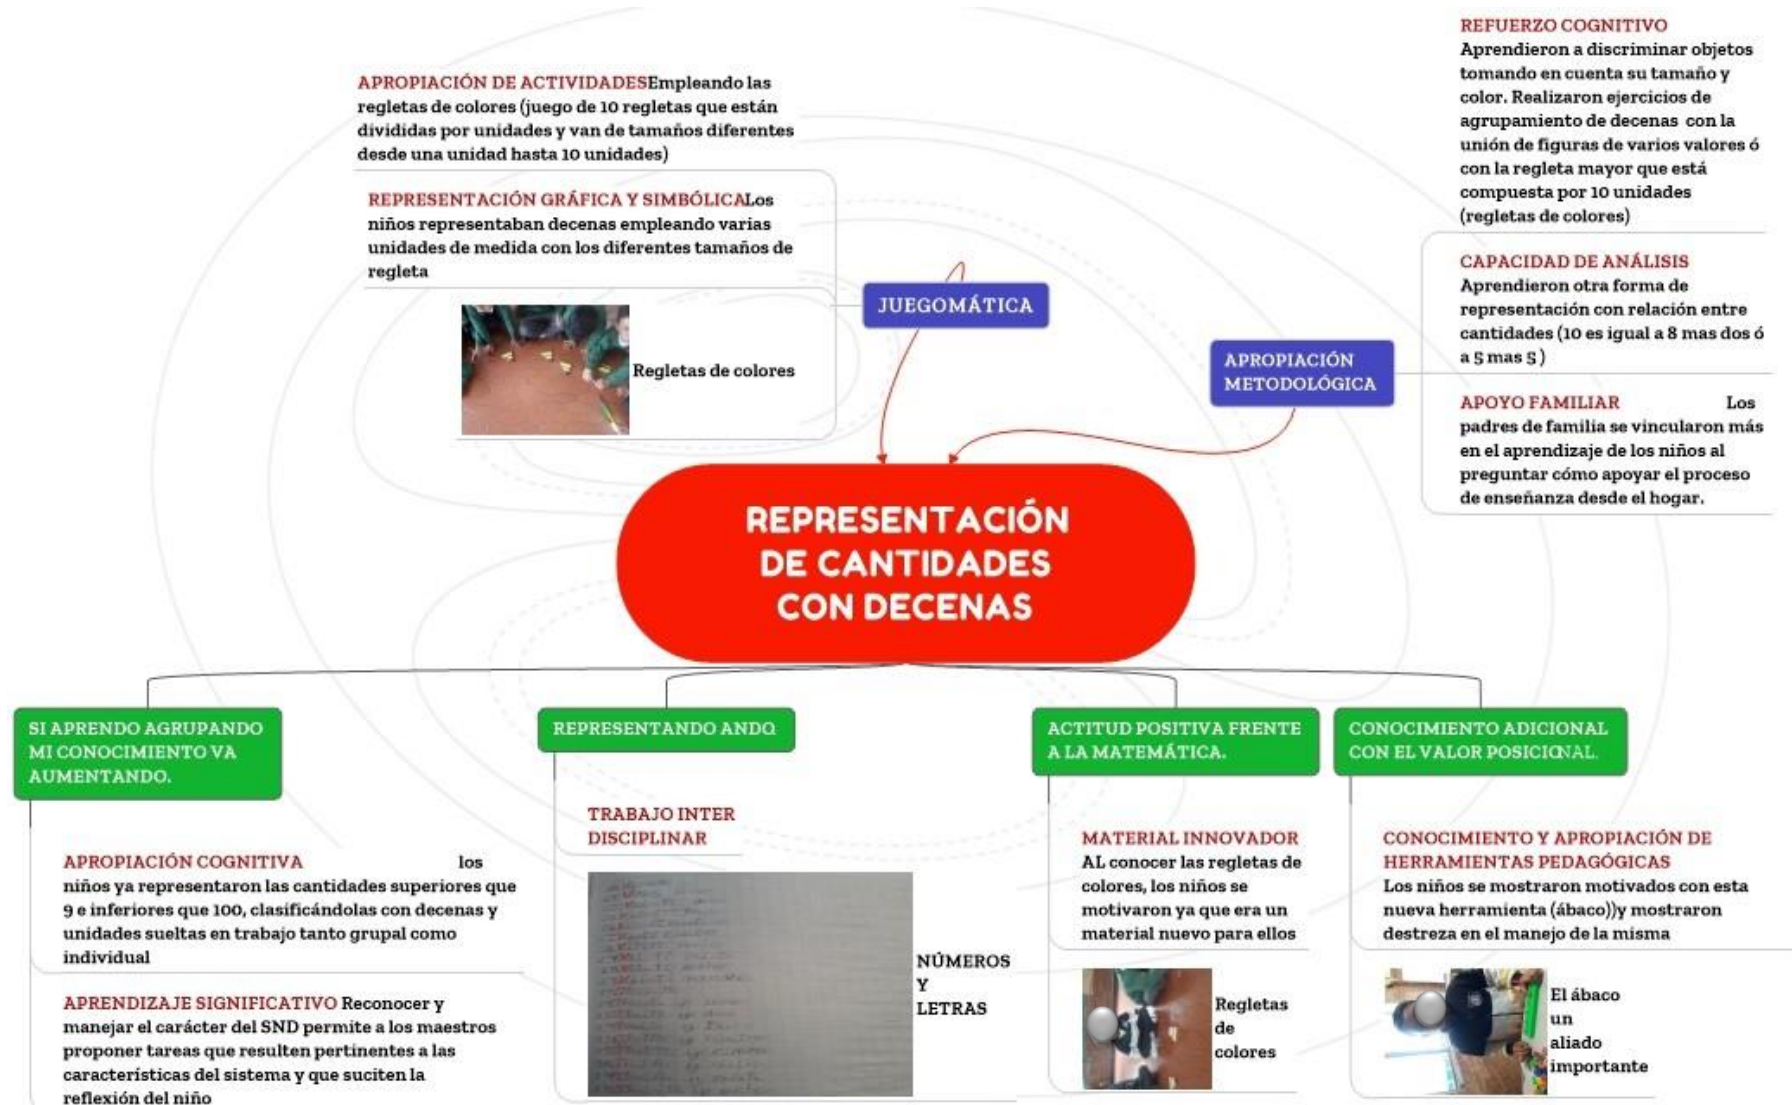 APROPIACIÓN DE ACTIVIDADESEmpleando las
regletas de colores (juego de 10 regletas que están
divididas por unidades y van de tamaños diferentes
desde una unidad hasta 10 unidades)
REPRESENTACIÓN GRÁFICA Y SIMBÓLICALos
niños representaban decenas empleando varias
unidades de medida con los diferentes tamaños de
regleta
Regletas de colores
JUEGOMÁTICA
REFUERZO COGNITIVO
Aprendieron a discriminar objetos
tomando en cuenta su tamaño y
color. Realizaron ejercicios de
agrupamiento de decenas con la
unión de figuras de varios valores ó
con la regleta mayor que está
compuesta por 10 unidades
(regletas de colores)
CAPACIDAD DE ANÁLISIS
Aprendieron otra forma de
representación con relación entre
cantidades (10 es igual a 8 mas dos ó
a 5 mas 5 )
APOYO FAMILIAR Los
padres de familia se vincularon más
en el aprendizaje de los niños al
preguntar cómo apoyar el proceso
de enseñanza desde el hogar.
APROPIACIÓN
METODOLÓGICA
REPRESENTACIÓN
DE CANTIDADES
CON DECENAS
SI APRENDO AGRUPANDO
MI CONOCIMIENTO VA
AUMENTANDO.
APROPIACIÓN COGNITIVA los
niños ya representaron las cantidades superiores que
9 e inferiores que 100, clasificándolas con decenas y
unidades sueltas en trabajo tanto grupal como
individual
APRENDIZAJE SIGNIFICATIVO Reconocer y
manejar el carácter del SND permite a los maestros
proponer tareas que resulten pertinentes a las
características del sistema y que suciten la
reflexión del niño
REPRESENTANDO ANDO
TRABAJO INTER
DISCIPLINAR
NÚMEROS
Y
LETRAS
ACTITUD POSITIVA FRENTE
A LA MATEMÁTICA.
MATERIAL INNOVADOR
AL conocer las regletas de
colores, los niños se
motivaron ya que era un
material nuevo para ellos
Regletas
de
colores
CONOCIMIENTO ADICIONAL
CON EL VALOR POSICIONAL.
CONOCIMIENTO Y APROPIACIÓN DE
HERRAMIENTAS PEDAGÓGICAS
Los niños se mostraron motivados con esta
nueva herramienta (ábaco))y mostraron
destreza en el manejo de la misma
El ábaco
un
aliado
importante